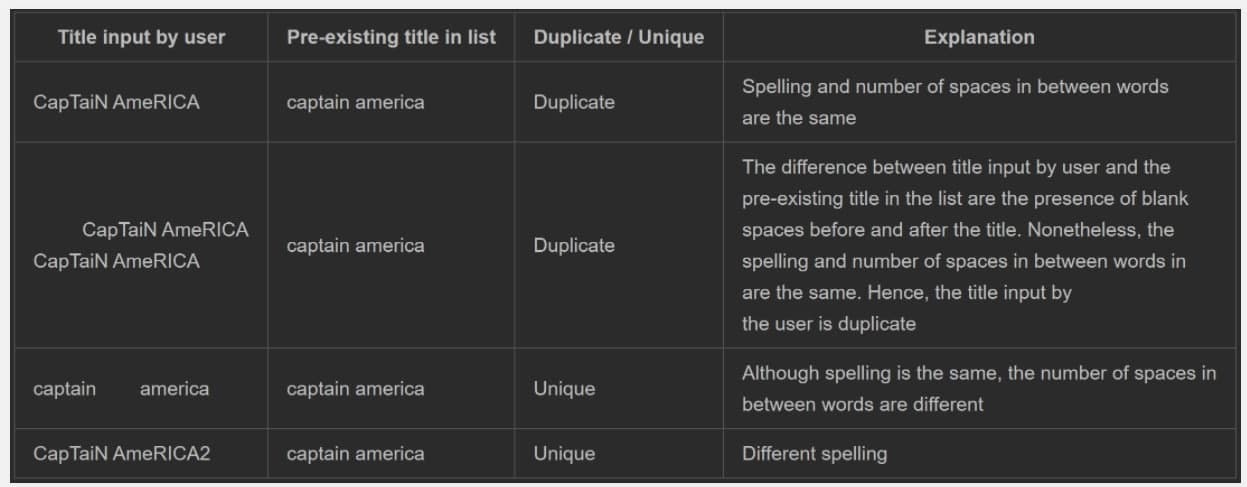 Title input by user
Pre-existing title in list
Duplicate / Unique
Explanation
CapTaiN AmeRICA
captain america
Duplicate
Spelling and number of spaces in between words
are the same
CapTaiN AmeRICA
CapTaiN AmeRICA
captain america
Duplicate
The difference between title input by user and the
pre-existing title in the list are the presence of blank
spaces before and after the title. Nonetheless, the
spelling and number of spaces in between words in
are the same. Hence, the title input by
the user is duplicate
captain        america
captain america
Unique
Although spelling is the same, the number of spaces in
between words are different
CapTaiN AmeRICA2
captain america
Unique
Different spelling